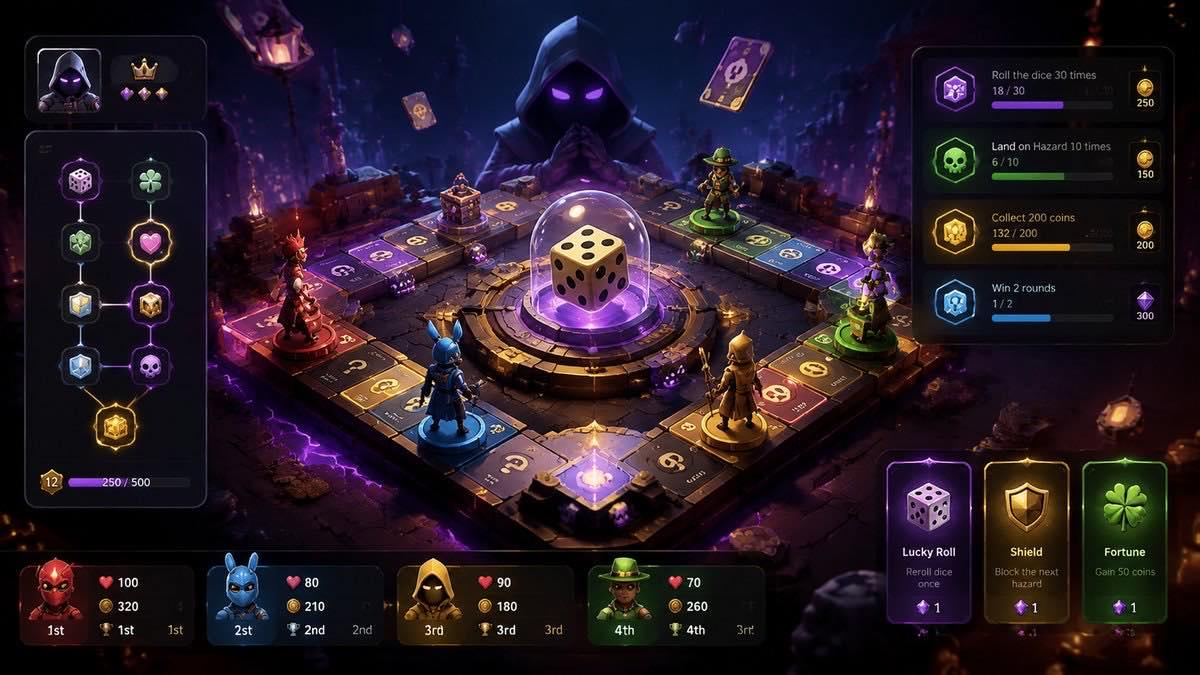 Roll the dice 30 times
18 / 30
250
Land on Hazard 10 times
6 / 10
150
Collect 200 coins
132 / 200
200
Win 2 rounds
1 / 2
300
12
250 / 500
Lucky Roll
Reroll dice
once
1
Shield
Block the next
hazard
1
Fortune
Gain 50 coins
1
100
320
1st
1st
1st
80
210
2nd
2nd
2nd
90
180
3rd
3rd
3rd
70
260
4th
4th